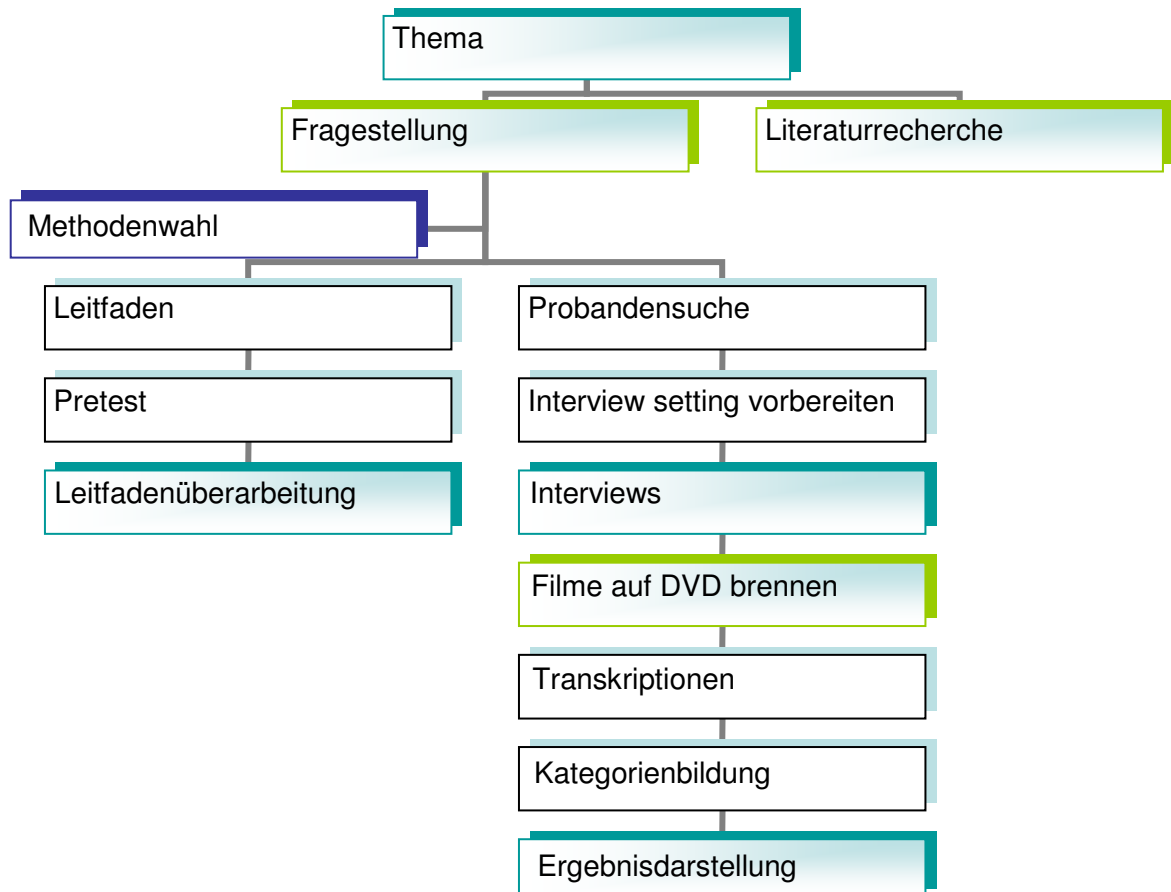 Thema
Fragestellung
Literaturrecherche
Methodenwahl
Leitfaden
Probandensuche
Pretest
Interview setting vorbereiten
Leitfadenüberarbeitung
Interviews
Filme auf DVD brennen
Transkriptionen
Kategorienbildung
Ergebnisdarstellung